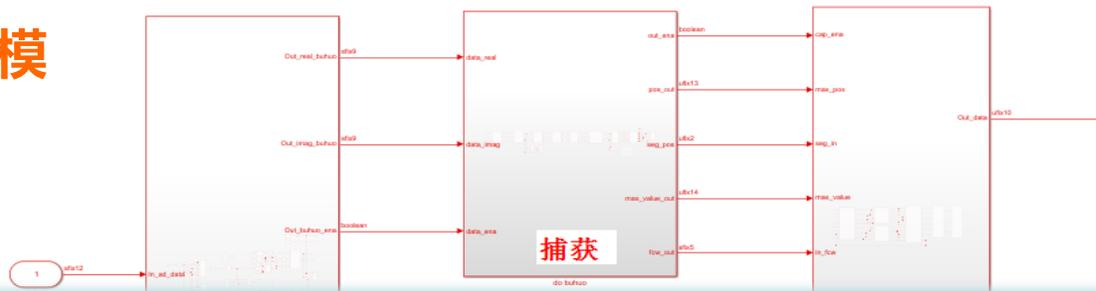 模
1
sfix12
In_ad_data
Out_real_buhuo
sfix9
Out_imag_buhuo
sfix9
Out_buhuo_ena
boolean
data_real
data_imag
data_ena
out_ena
boolean
pos_out
ufix13
seg_pos
ufix2
max_value_out
ufix14
fcw_out
sfix5
捕获
do buhuo
cap_ena
max_pos
seg_in
max_value
in_fcw
Out_data
ufix10